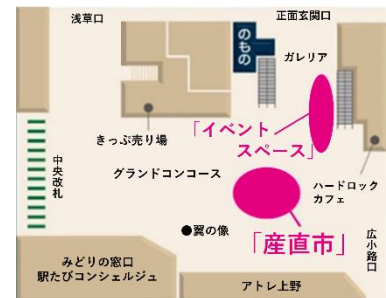 浅草口
正面玄関口
のもの
ガレリア
「イベント
スペース」
きっぷ売り場
中央改札
グランドコンコース
ハードロック
カフェ
広小路口
●翼の像
「産直市」
みどりの窓口
駅たびコンシェルジュ
アトレ上野